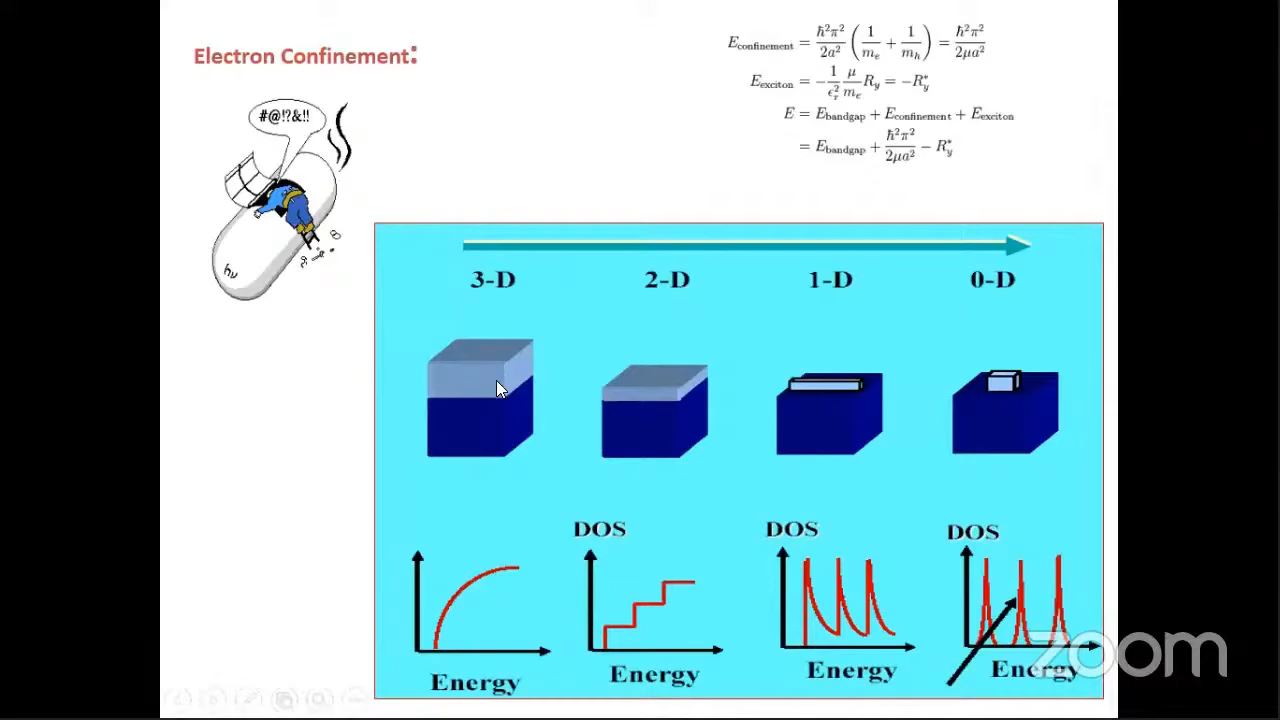 Electron Confinement:
#@!?&!!
hν
E_confinement = ħ²π²/2a² (1/m_e + 1/m_h) = ħ²π²/2μa²
E_exciton = −1/ϵ_r² μ/m_e R_y = −R_y*
E = E_bandgap + E_confinement + E_exciton
= E_bandgap + ħ²π²/2μa² − R_y*
3-D 2-D 1-D 0-D
DOS DOS DOS
Energy Energy Energy Energy
zoom